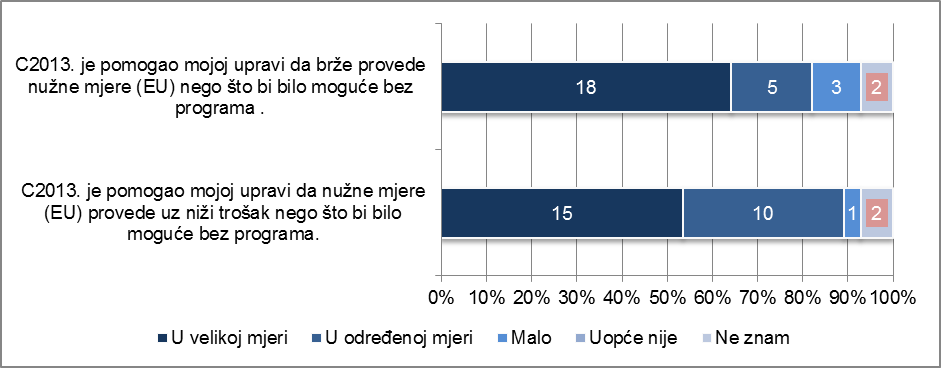 C2013. je pomogao mojoj upravi da brže provede
nužne mjere (EU) nego što bi bilo moguće bez
programa .
18 5 3 2
C2013. je pomogao mojoj upravi da nužne mjere
(EU) provede uz niži trošak nego što bi bilo
moguće bez programa.
15 10 1 2
0% 10% 20% 30% 40% 50% 60% 70% 80% 90% 100%
U velikoj mjeri U određenoj mjeri Malo Uopće nije Ne znam